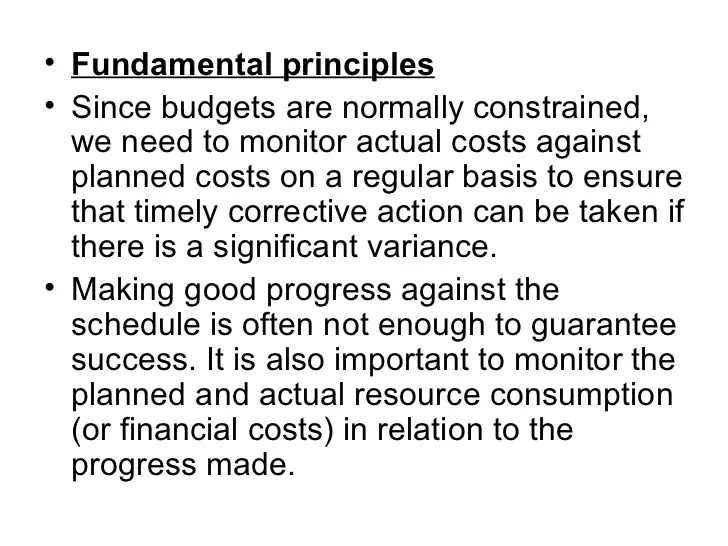 • Fundamental principles
• Since budgets are normally constrained,
we need to monitor actual costs against
planned costs on a regular basis to ensure
that timely corrective action can be taken if
there is a significant variance.
• Making good progress against the
schedule is often not enough to guarantee
success. It is also important to monitor the
planned and actual resource consumption
(or financial costs) in relation to the
progress made.